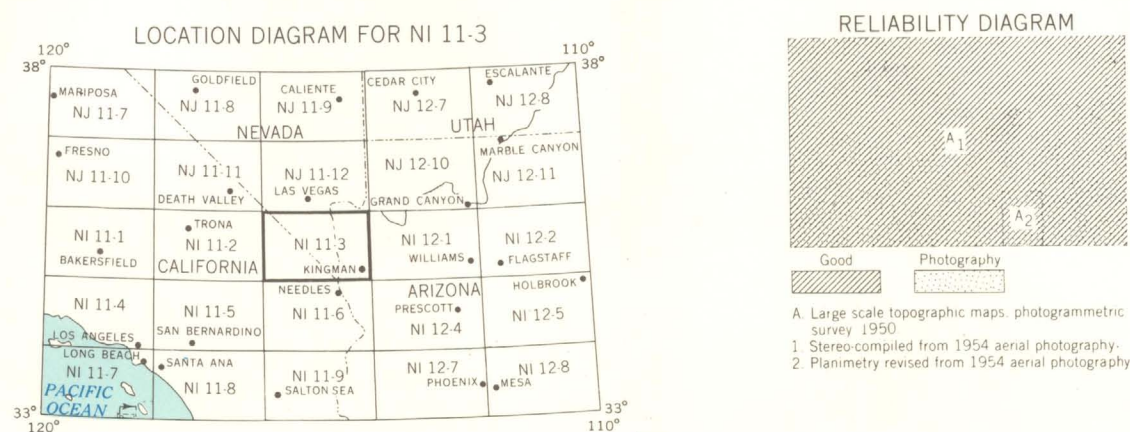 LOCATION DIAGRAM FOR NI 11-3
120°
110°
38°
38°
MARIPOSA
NJ 11-7
GOLDFIELD
NJ 11-8
CALIENTE
NJ 11-9
CEDAR CITY
NJ 12-7
ESCALANTE
NJ 12-8
NEVADA
UTAH
FRESNO
NJ 11-10
NJ 11-11
DEATH VALLEY
NJ 11-12
LAS VEGAS
NJ 12-10
GRAND CANYON
MARBLE CANYON
NJ 12-11
NI 11-1
BAKERSFIELD
TRONA
NI 11-2
CALIFORNIA
NI 11-3
KINGMAN
NI 12-1
WILLIAMS
NI 12-2
FLAGSTAFF
NI 11-4
LOS ANGELES
NI 11-5
SAN BERNARDINO
NEEDLES
NI 11-6
ARIZONA
PRESCOTT
NI 12-4
HOLBROOK
NI 12-5
LONG BEACH
NI 11-7
PACIFIC
OCEAN
SANTA ANA
NI 11-8
NI 11-9
SALTON SEA
NI 12-7
PHOENIX
NI 12-8
MESA
33°
33°
120°
110°
RELIABILITY DIAGRAM
A1
A2
Good
Photography
A. Large scale topographic maps, photogrammetric
survey 1950
1. Stereo-compiled from 1954 aerial photography.
2. Planimetry revised from 1954 aerial photography